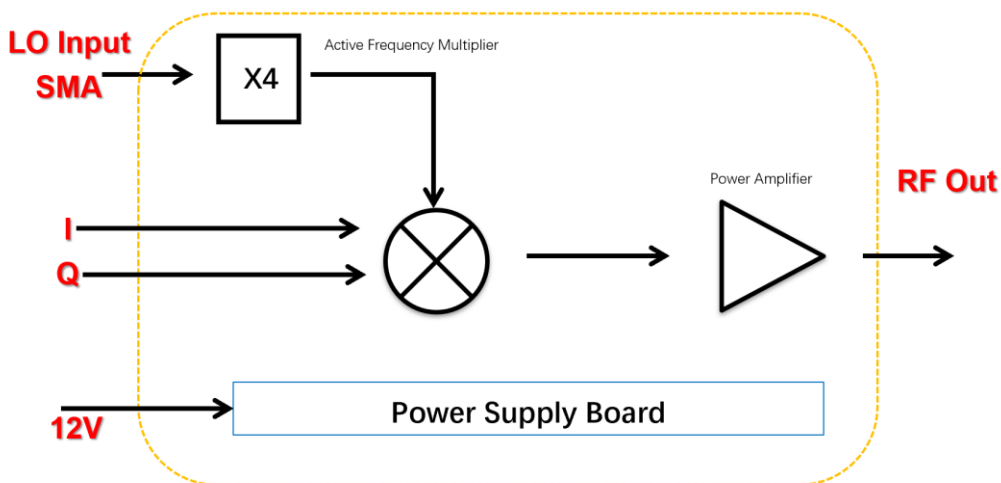 LO Input
SMA
X4
Active Frequency Multiplier
I
Q
Power Amplifier
RF Out
12V
Power Supply Board